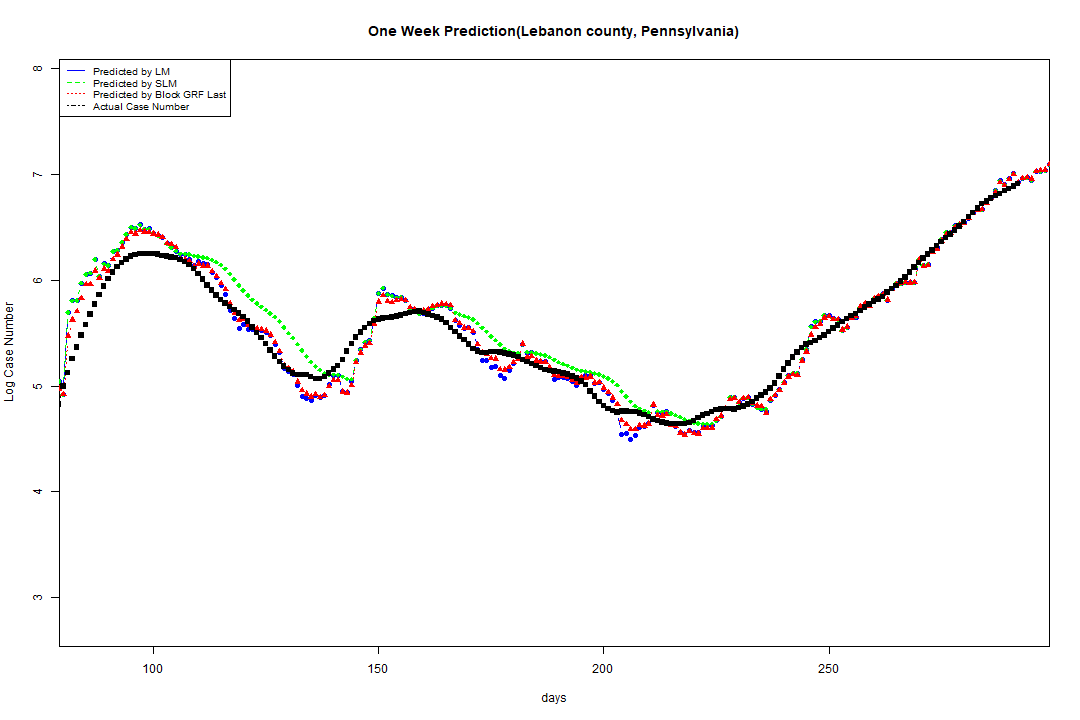 One Week Prediction(Lebanon county, Pennsylvania)
Predicted by LM
Predicted by SLM
Predicted by Block GRF Last
Actual Case Number
8
7
6
5
4
3
Log Case Number
100 150 200 250
days